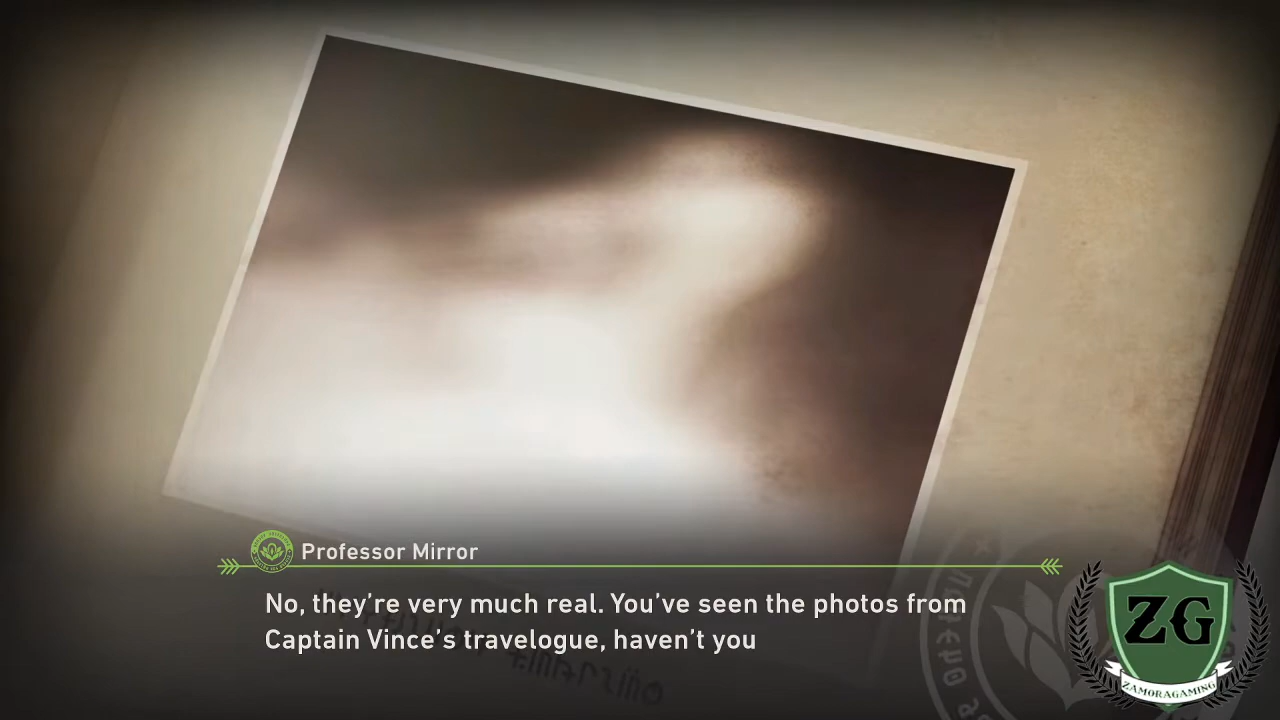 Professor Mirror
No, they're very much real. You've seen the photos from
Captain Vince's travelogue, haven't you
ZG
ZAMORAGAMING